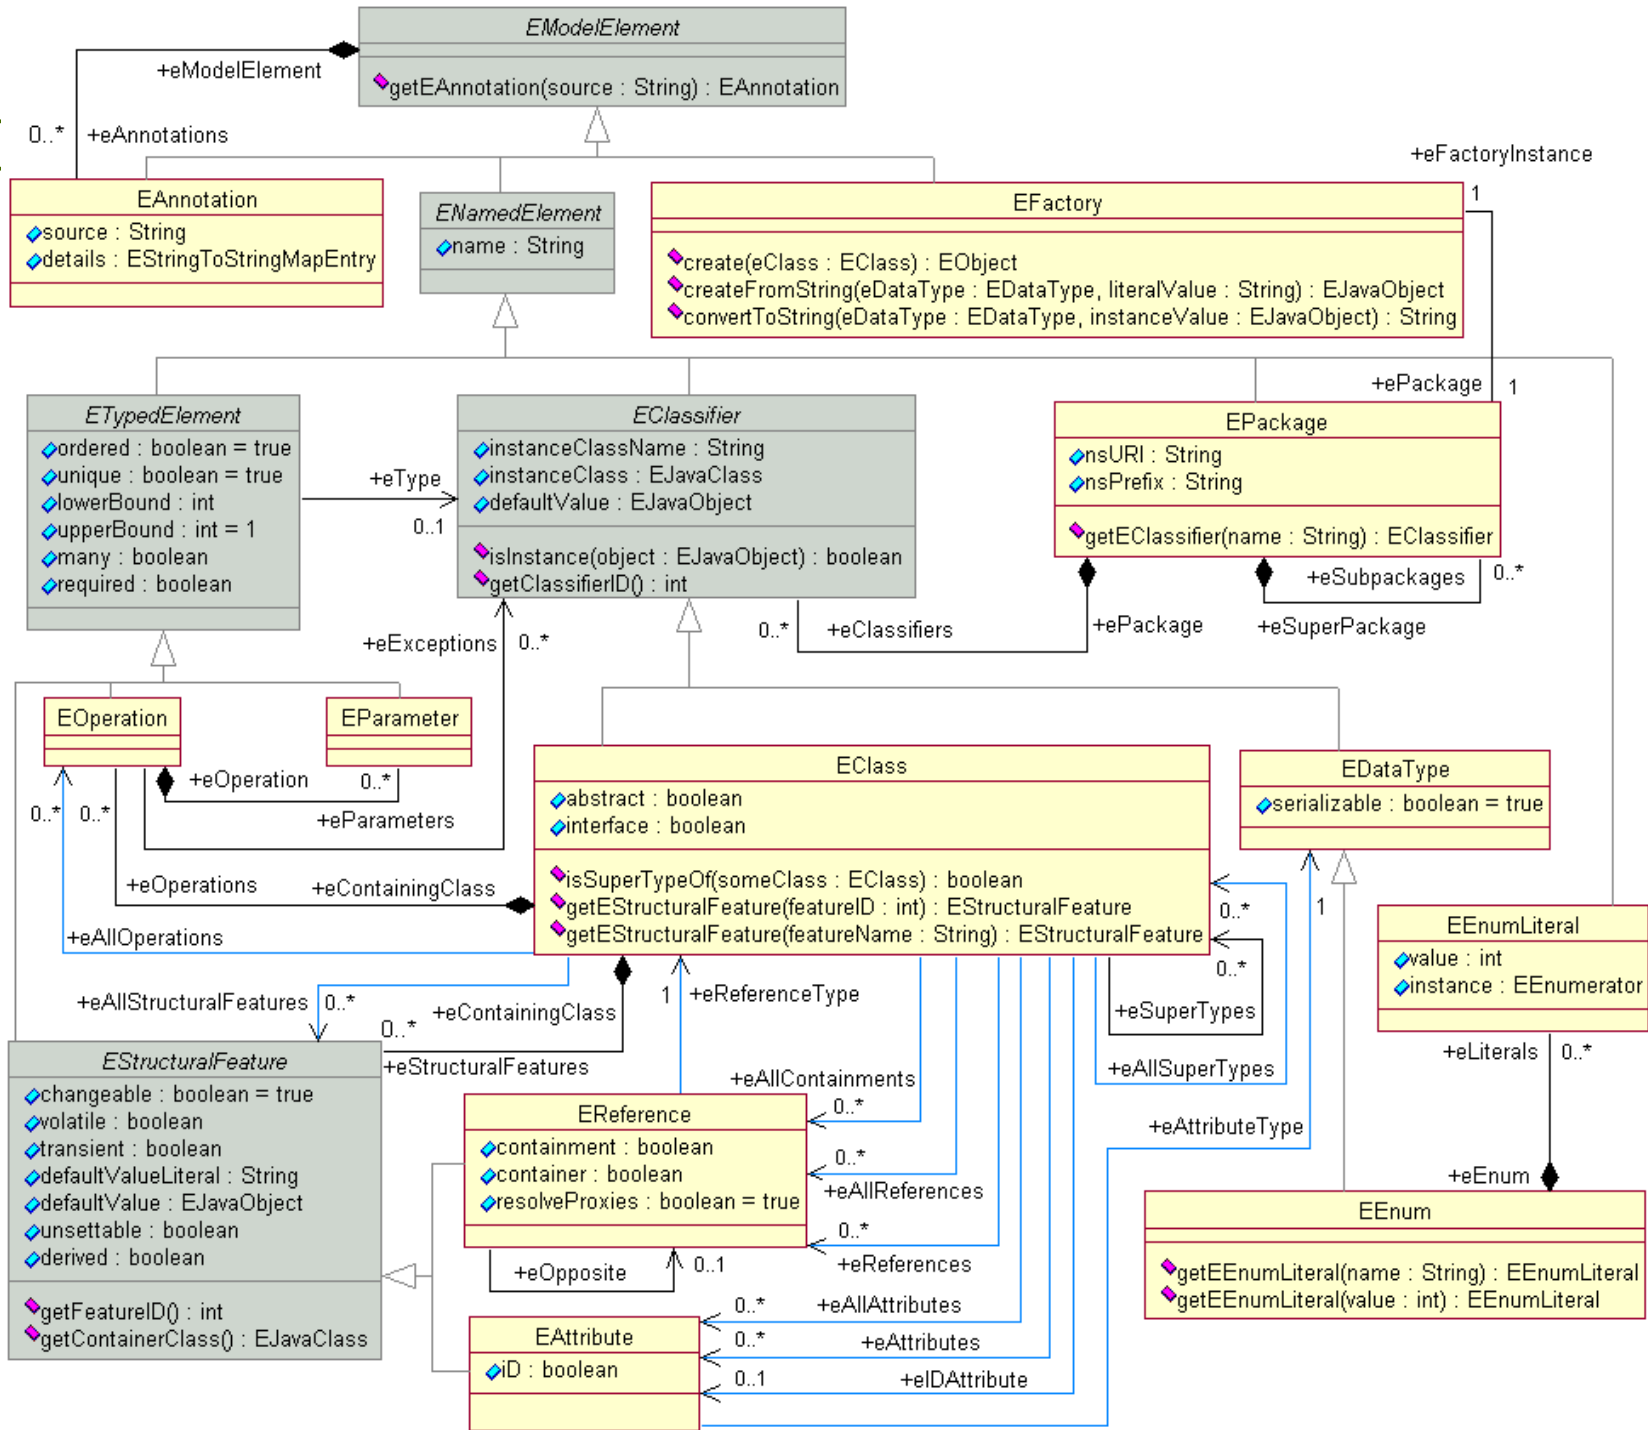 EModelElement
getEAnnotation(source : String) : EAnnotation
+eModelElement
0..*
+eAnnotations
+eFactoryInstance
1
EAnnotation
source : String
details : EStringToStringMapEntry
ENamedElement
name : String
EFactory
create(eClass : EClass) : EObject
createFromString(eDataType : EDataType, literalValue : String) : EJavaObject
convertToString(eDataType : EDataType, instanceValue : EJavaObject) : String
+ePackage
1
ETypedElement
ordered : boolean = true
unique : boolean = true
lowerBound : int
upperBound : int = 1
many : boolean
required : boolean
+eType
0..1
EClassifier
instanceClassName : String
instanceClass : EJavaClass
defaultValue : EJavaObject
isInstance(object : EJavaObject) : boolean
getClassifierID() : int
EPackage
nsURI : String
nsPrefix : String
getEClassifier(name : String) : EClassifier
+eSubpackages
0..*
+eSuperPackage
+ePackage
0..*
+eClassifiers
+eExceptions
0..*
EOperation
EParameter
+eOperation
0..*
+eParameters
0..*
0..*
+eOperations
+eContainingClass
+eAllOperations
EClass
abstract : boolean
interface : boolean
isSuperTypeOf(someClass : EClass) : boolean
getEStructuralFeature(featureID : int) : EStructuralFeature
getEStructuralFeature(featureName : String) : EStructuralFeature
EDataType
serializable : boolean = true
0..*
0..*
+eSuperTypes
+eAllSuperTypes
1
EEnumLiteral
value : int
instance : EEnumerator
+eLiterals
0..*
+eAllStructuralFeatures
0..*
+eContainingClass
0..*
+eStructuralFeatures
1
+eReferenceType
EStructuralFeature
changeable : boolean = true
volatile : boolean
transient : boolean
defaultValueLiteral : String
defaultValue : EJavaObject
unsettable : boolean
derived : boolean
getFeatureID() : int
getContainerClass() : EJavaClass
EReference
containment : boolean
container : boolean
resolveProxies : boolean = true
+eAllContainments
0..*
0..*
+eAllReferences
0..*
+eReferences
+eOpposite
0..1
+eAttributeType
+eEnum
EEnum
getEEnumLiteral(name : String) : EEnumLiteral
getEEnumLiteral(value : int) : EEnumLiteral
EAttribute
iD : boolean
0..*
+eAllAttributes
0..*
+eAttributes
0..1
+eIDAttribute